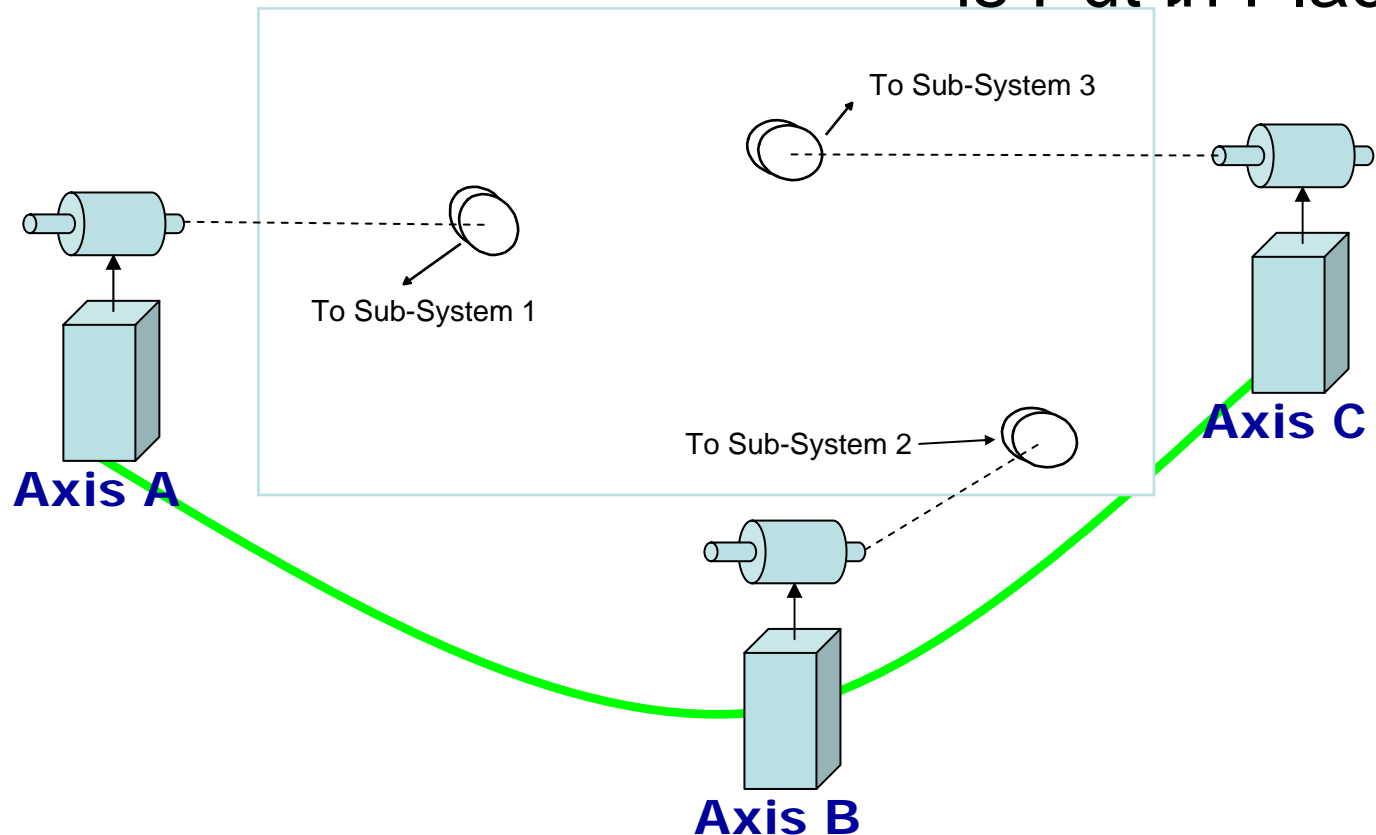 To Sub-System 3
To Sub-System 1
Axis C
To Sub-System 2
Axis A
Axis B